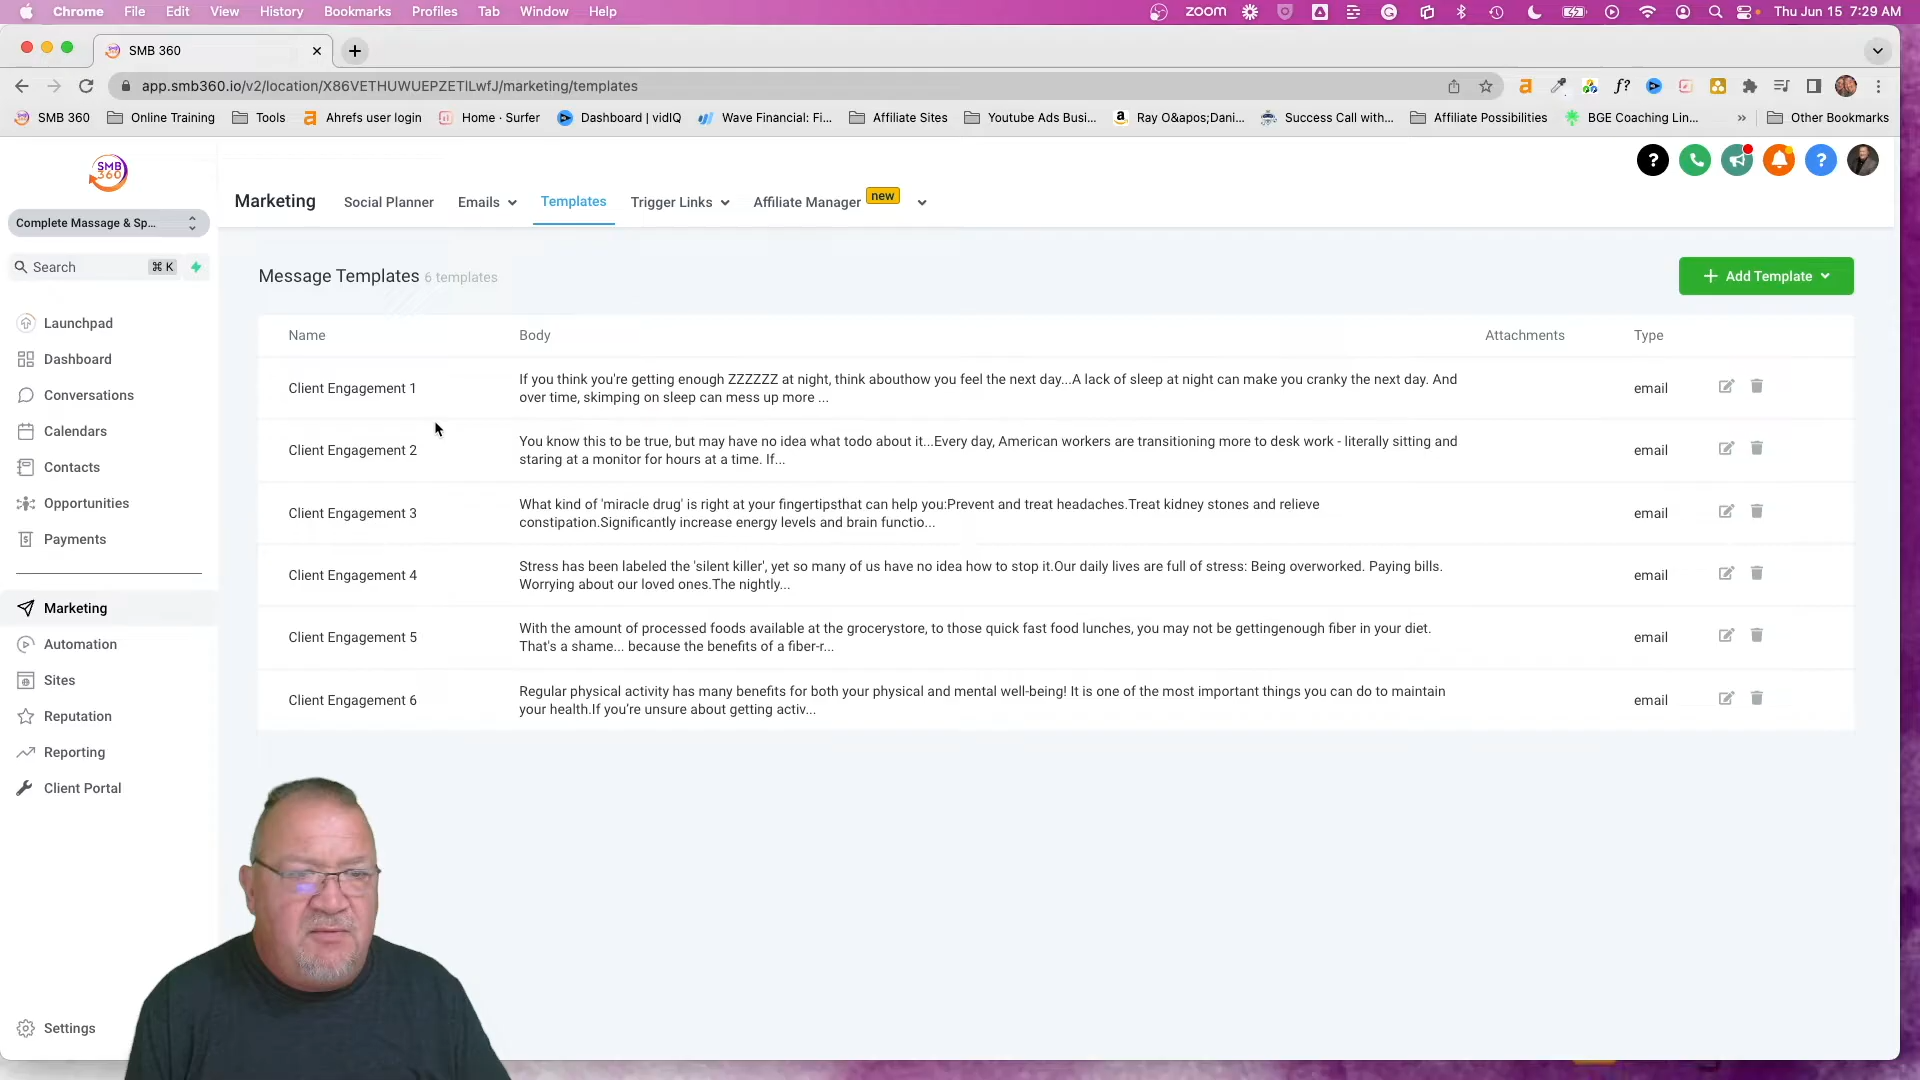 Chrome File Edit View History Bookmarks Profiles Tab Window Help zoom Thu Jun 15 7:29 AM
SMB 360
app.smb360.io/v2/location/X86VETHUWUEPZETlLwfJ/marketing/templates
SMB 360 Online Training Tools Ahrefs user login Home · Surfer Dashboard | vidIQ Wave Financial: Fi... Affiliate Sites Youtube Ads Busi... Ray O&apos;Dani... Success Call with... Affiliate Possibilities BGE Coaching Lin... » Other Bookmarks
SMB
360
Marketing Social Planner Emails Templates Trigger Links Affiliate Manager new
Complete Massage & Sp...
Search ⌘ K
Message Templates 6 templates
+ Add Template
Launchpad
Dashboard
Conversations
Calendars
Contacts
Opportunities
Payments
Marketing
Automation
Sites
Reputation
Reporting
Client Portal
Settings
Name Body Attachments Type
Client Engagement 1 If you think you're getting enough ZZZZZZ at night, think abouthow you feel the next day...A lack of sleep at night can make you cranky the next day. And email
over time, skimping on sleep can mess up more ...
Client Engagement 2 You know this to be true, but may have no idea what todo about it...Every day, American workers are transitioning more to desk work - literally sitting and email
staring at a monitor for hours at a time. If...
Client Engagement 3 What kind of 'miracle drug' is right at your fingertipsthat can help you:Prevent and treat headaches.Treat kidney stones and relieve email
constipation.Significantly increase energy levels and brain functio...
Client Engagement 4 Stress has been labeled the 'silent killer', yet so many of us have no idea how to stop it.Our daily lives are full of stress: Being overworked. Paying bills. email
Worrying about our loved ones.The nightly...
Client Engagement 5 With the amount of processed foods available at the grocerystore, to those quick fast food lunches, you may not be gettingenough fiber in your diet. email
That's a shame... because the benefits of a fiber-r...
Client Engagement 6 Regular physical activity has many benefits for both your physical and mental well-being! It is one of the most important things you can do to maintain email
your health.If you’re unsure about getting activ...